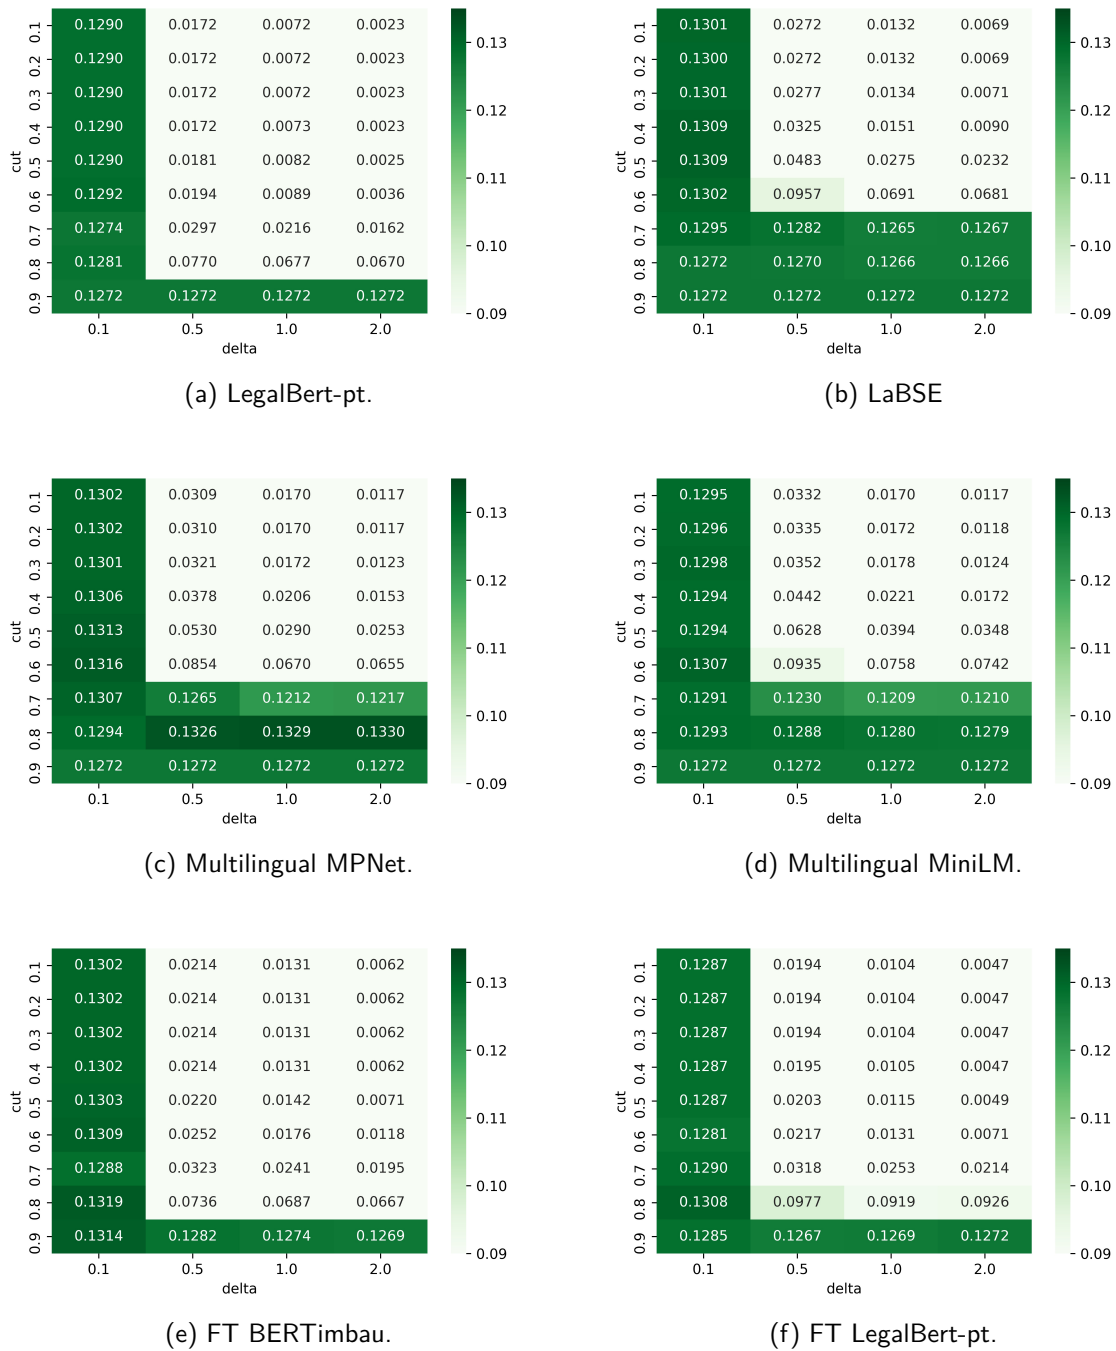 0.1 0.1290 0.0172 0.0072 0.0023
0.2 0.1290 0.0172 0.0072 0.0023
0.3 0.1290 0.0172 0.0072 0.0023
0.4 0.1290 0.0172 0.0073 0.0023
0.5 0.1290 0.0181 0.0082 0.0025
0.6 0.1292 0.0194 0.0089 0.0036
0.7 0.1274 0.0297 0.0216 0.0162
0.8 0.1281 0.0770 0.0677 0.0670
0.9 0.1272 0.1272 0.1272 0.1272
cut
0.1 0.5 1.0 2.0
delta
0.13
0.12
0.11
0.10
0.09
(a) LegalBert-pt.
0.1 0.1301 0.0272 0.0132 0.0069
0.2 0.1300 0.0272 0.0132 0.0069
0.3 0.1301 0.0277 0.0134 0.0071
0.4 0.1309 0.0325 0.0151 0.0090
0.5 0.1309 0.0483 0.0275 0.0232
0.6 0.1302 0.0957 0.0691 0.0681
0.7 0.1295 0.1282 0.1265 0.1267
0.8 0.1272 0.1270 0.1266 0.1266
0.9 0.1272 0.1272 0.1272 0.1272
cut
0.1 0.5 1.0 2.0
delta
0.13
0.12
0.11
0.10
0.09
(b) LaBSE
0.1 0.1302 0.0309 0.0170 0.0117
0.2 0.1302 0.0310 0.0170 0.0117
0.3 0.1301 0.0321 0.0172 0.0123
0.4 0.1306 0.0378 0.0206 0.0153
0.5 0.1313 0.0530 0.0290 0.0253
0.6 0.1316 0.0854 0.0670 0.0655
0.7 0.1307 0.1265 0.1212 0.1217
0.8 0.1294 0.1326 0.1329 0.1330
0.9 0.1272 0.1272 0.1272 0.1272
cut
0.1 0.5 1.0 2.0
delta
0.13
0.12
0.11
0.10
0.09
(c) Multilingual MPNet.
0.1 0.1295 0.0332 0.0170 0.0117
0.2 0.1296 0.0335 0.0172 0.0118
0.3 0.1298 0.0352 0.0178 0.0124
0.4 0.1294 0.0442 0.0221 0.0172
0.5 0.1294 0.0628 0.0394 0.0348
0.6 0.1307 0.0935 0.0758 0.0742
0.7 0.1291 0.1230 0.1209 0.1210
0.8 0.1293 0.1288 0.1280 0.1279
0.9 0.1272 0.1272 0.1272 0.1272
cut
0.1 0.5 1.0 2.0
delta
0.13
0.12
0.11
0.10
0.09
(d) Multilingual MiniLM.
0.1 0.1302 0.0214 0.0131 0.0062
0.2 0.1302 0.0214 0.0131 0.0062
0.3 0.1302 0.0214 0.0131 0.0062
0.4 0.1302 0.0214 0.0131 0.0062
0.5 0.1303 0.0220 0.0142 0.0071
0.6 0.1309 0.0252 0.0176 0.0118
0.7 0.1288 0.0323 0.0241 0.0195
0.8 0.1319 0.0736 0.0687 0.0667
0.9 0.1314 0.1282 0.1274 0.1269
cut
0.1 0.5 1.0 2.0
delta
0.13
0.12
0.11
0.10
0.09
(e) FT BERTimbau.
0.1 0.1287 0.0194 0.0104 0.0047
0.2 0.1287 0.0194 0.0104 0.0047
0.3 0.1287 0.0194 0.0104 0.0047
0.4 0.1287 0.0195 0.0105 0.0047
0.5 0.1287 0.0203 0.0115 0.0049
0.6 0.1281 0.0217 0.0131 0.0071
0.7 0.1290 0.0318 0.0253 0.0214
0.8 0.1308 0.0977 0.0919 0.0926
0.9 0.1285 0.1267 0.1269 0.1272
cut
0.1 0.5 1.0 2.0
delta
0.13
0.12
0.11
0.10
0.09
(f) FT LegalBert-pt.